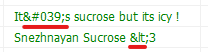 It&#039;s sucrose but its icy !
Snezhnayan Sucrose &lt;3